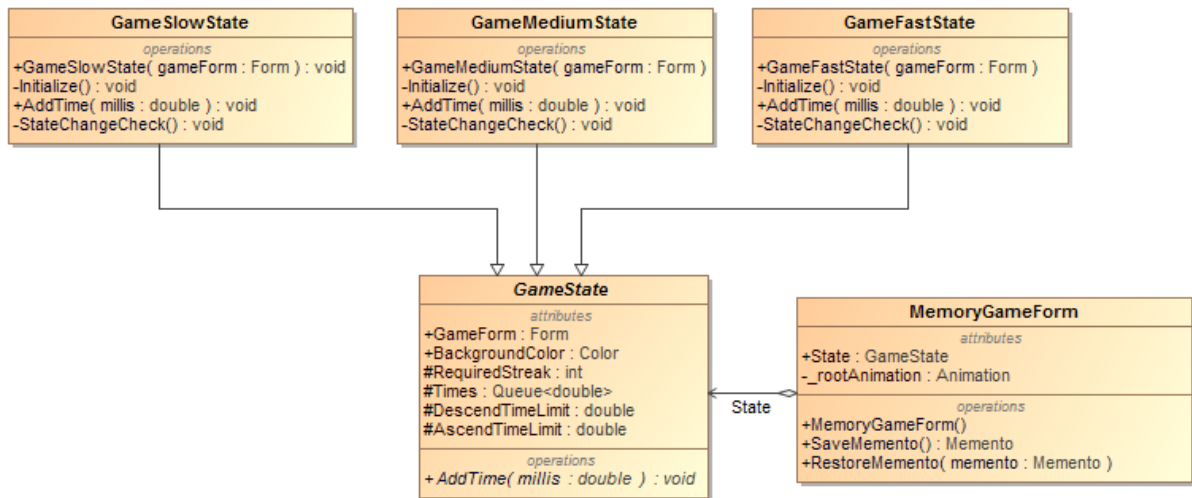 GameSlowState
operations
+GameSlowState( gameForm : Form ) : void
-Initialize() : void
+AddTime( millis : double ) : void
-StateChangeCheck() : void
GameMediumState
operations
+GameMediumState( gameForm : Form )
-Initialize() : void
+AddTime( millis : double ) : void
-StateChangeCheck() : void
GameFastState
operations
+GameFastState( gameForm : Form )
-Initialize() : void
+AddTime( millis : double ) : void
-StateChangeCheck() : void
GameState
attributes
+GameForm : Form
+BackgroundColor : Color
#RequiredStreak : int
#Times : Queue<double>
#DescendTimeLimit : double
#AscendTimeLimit : double
operations
+AddTime( millis : double ) : void
State
MemoryGameForm
attributes
+State : GameState
-_rootAnimation : Animation
operations
+MemoryGameForm()
+SaveMemento() : Memento
+RestoreMemento( memento : Memento )